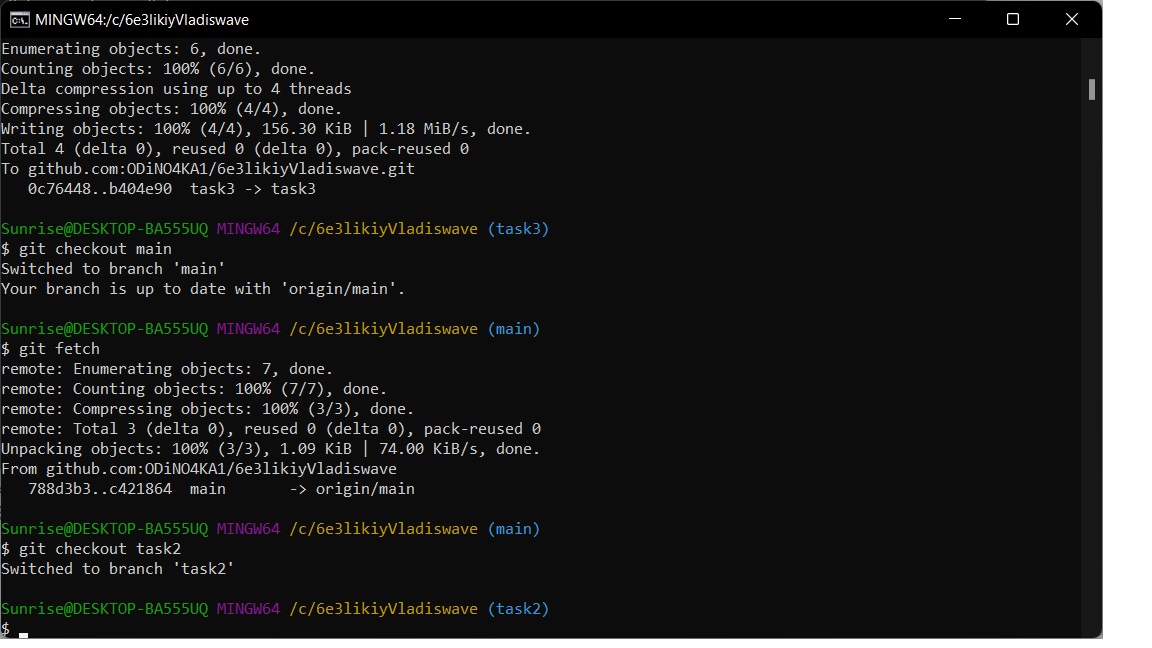 MINGW64:/c/6e3likiyVladiswave
Enumerating objects: 6, done.
Counting objects: 100% (6/6), done.
Delta compression using up to 4 threads
Compressing objects: 100% (4/4), done.
Writing objects: 100% (4/4), 156.30 KiB | 1.18 MiB/s, done.
Total 4 (delta 0), reused 0 (delta 0), pack-reused 0
To github.com:ODiNO4KA1/6e3likiyVladiswave.git
   0c76448..b404e90  task3 -> task3
Sunrise@DESKTOP-BA555UQ MINGW64 /c/6e3likiyVladiswave (task3)
$ git checkout main
Switched to branch 'main'
Your branch is up to date with 'origin/main'.
Sunrise@DESKTOP-BA555UQ MINGW64 /c/6e3likiyVladiswave (main)
$ git fetch
remote: Enumerating objects: 7, done.
remote: Counting objects: 100% (7/7), done.
remote: Compressing objects: 100% (3/3), done.
remote: Total 3 (delta 0), reused 0 (delta 0), pack-reused 0
Unpacking objects: 100% (3/3), 1.09 KiB | 74.00 KiB/s, done.
From github.com:ODiNO4KA1/6e3likiyVladiswave
   788d3b3..c421864  main       -> origin/main
Sunrise@DESKTOP-BA555UQ MINGW64 /c/6e3likiyVladiswave (main)
$ git checkout task2
Switched to branch 'task2'
Sunrise@DESKTOP-BA555UQ MINGW64 /c/6e3likiyVladiswave (task2)
$